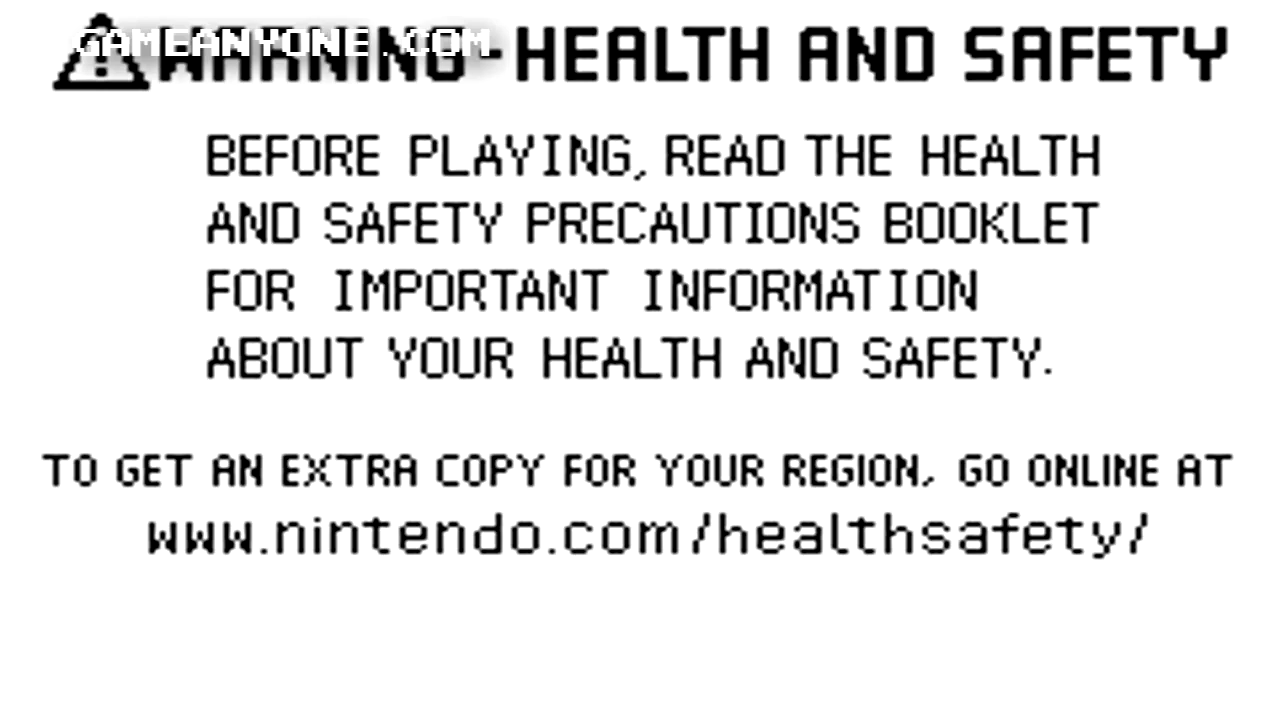 GAMEANYONE.COM
⚠WARNING-HEALTH AND SAFETY
BEFORE PLAYING, READ THE HEALTH
AND SAFETY PRECAUTIONS BOOKLET
FOR IMPORTANT INFORMATION
ABOUT YOUR HEALTH AND SAFETY.
TO GET AN EXTRA COPY FOR YOUR REGION, GO ONLINE AT
www.nintendo.com/healthsafety/